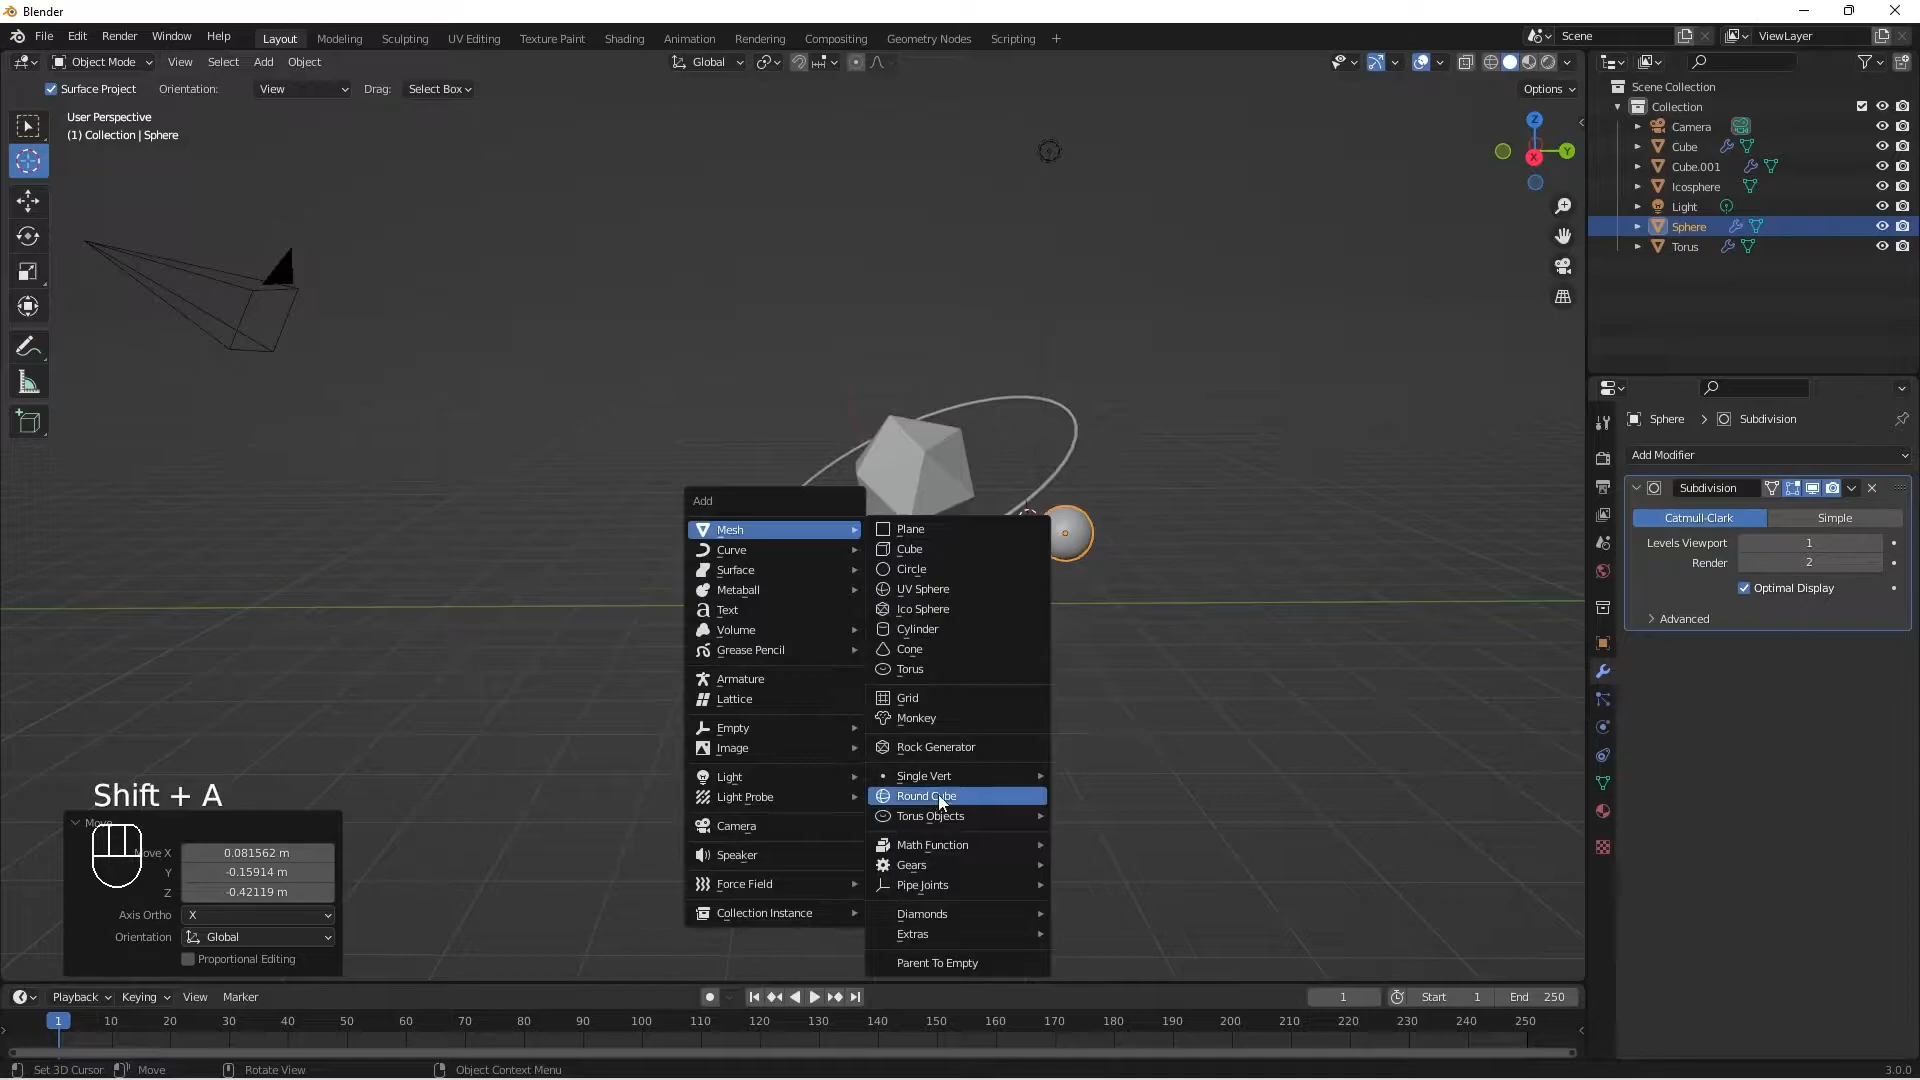 Blender
File Edit Render Window Help
Layout Modeling Sculpting UV Editing Texture Paint Shading Animation Rendering Compositing Geometry Nodes Scripting +
Scene
ViewLayer
Object Mode View Select Add Object
Global
Surface Project Orientation: View Drag: Select Box
Options
User Perspective
(1) Collection | Sphere
Z
Y
X
Scene Collection
Collection
Camera
Cube
Cube.001
Icosphere
Light
Sphere
Torus
Sphere > Subdivision
Add Modifier
Subdivision
Catmull-Clark Simple
Levels Viewport 1
Render 2
Optimal Display
Advanced
Add
Mesh
Curve
Surface
Metaball
Text
Volume
Grease Pencil
Armature
Lattice
Empty
Image
Light
Light Probe
Camera
Speaker
Force Field
Collection Instance
Plane
Cube
Circle
UV Sphere
Ico Sphere
Cylinder
Cone
Torus
Grid
Monkey
Rock Generator
Single Vert
Round Cube
Torus Objects
Math Function
Gears
Pipe Joints
Diamonds
Extras
Parent To Empty
Shift + A
Move
Move X 0.081562 m
Y -0.15914 m
Z -0.42119 m
Axis Ortho X
Orientation Global
Proportional Editing
Playback Keying View Marker
1 Start 1 End 250
1 10 20 30 40 50 60 70 80 90 100 110 120 130 140 150 160 170 180 190 200 210 220 230 240 250
Set 3D Cursor Move Rotate View Object Context Menu 3.0.0